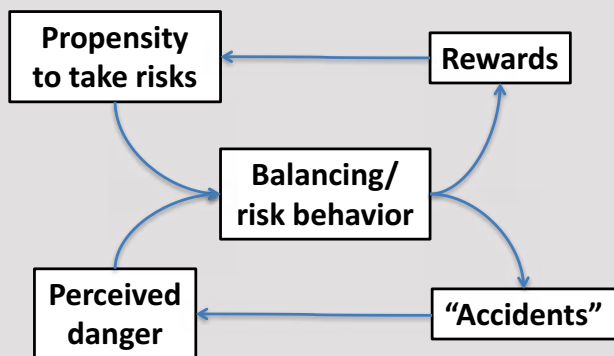 Propensity
to take risks
Rewards
Balancing/
risk behavior
Perceived
danger
“Accidents”